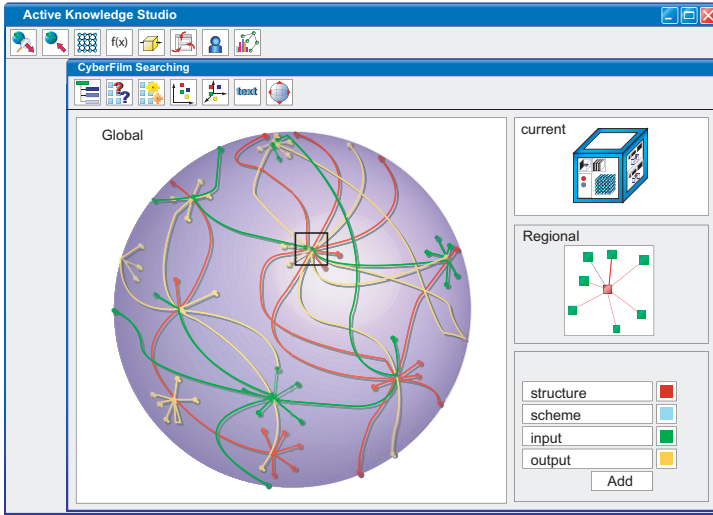 Active Knowledge Studio
f(x)
CyberFilm Searching
text
Global
current
Regional
structure
scheme
input
output
Add